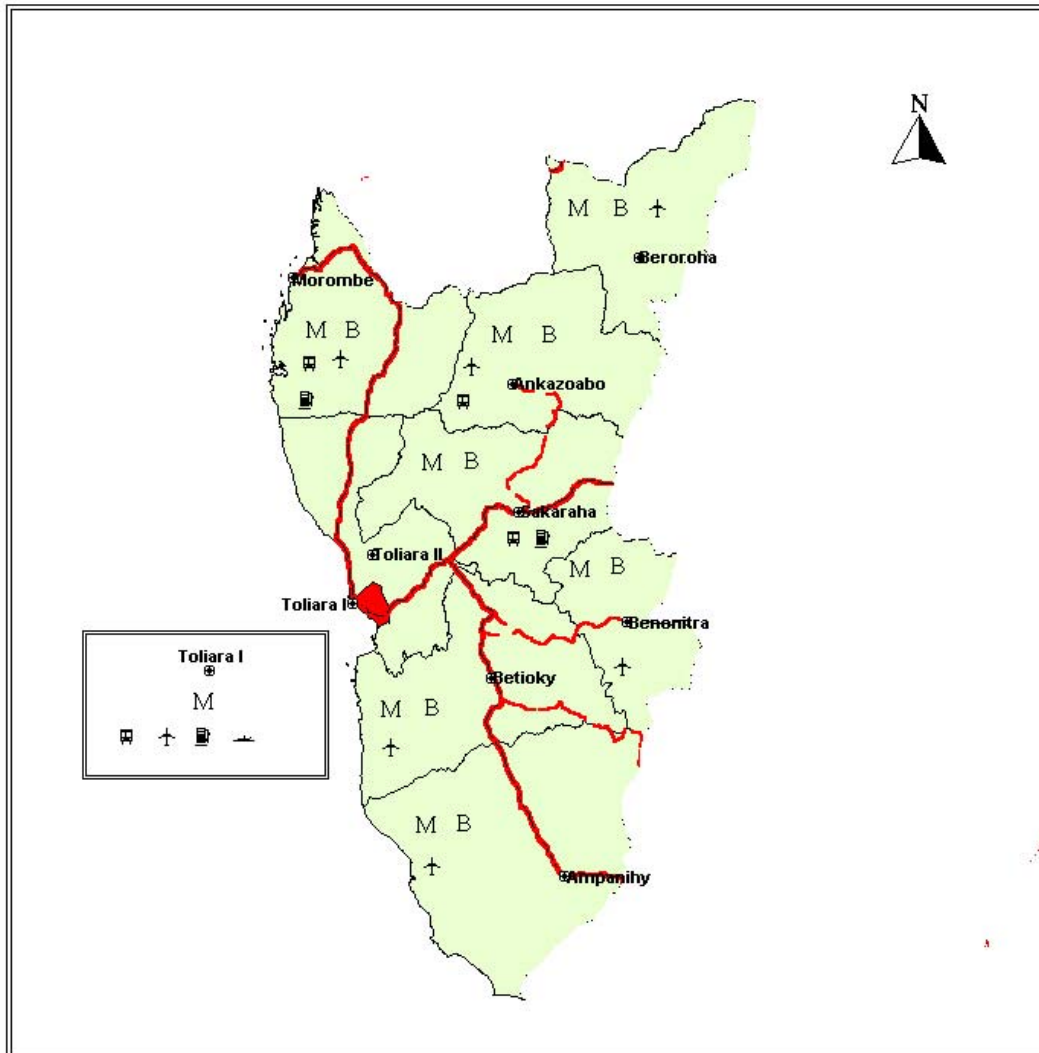 N
M B
Beroroha
Morombe
M B
M B
Ankazoabo
M B
Sakaraha
Toliara II
M B
Toliara I
Benenitra
Toliara I
M
Betioky
M B
M B
Ampanihy